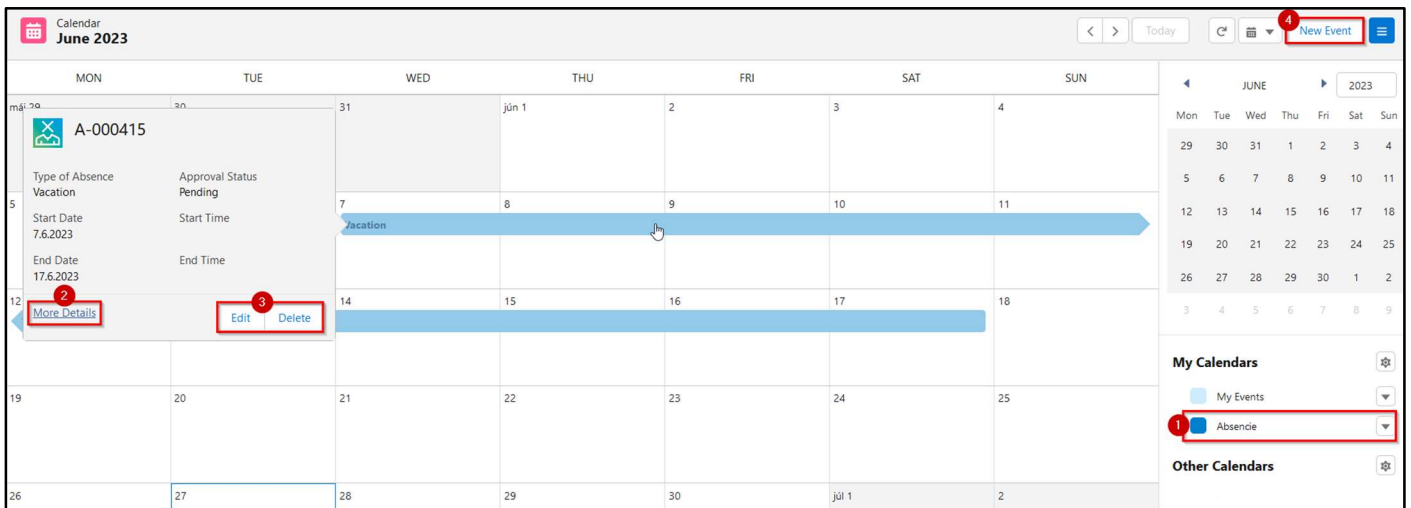 Calendar
June 2023
Today
4
New Event
MON TUE WED THU FRI SAT SUN
máj 29 30 31 jún 1 2 3 4
A-000415
Type of Absence Approval Status
Vacation Pending
Start Date Start Time
7.6.2023
End Date End Time
17.6.2023
2
More Details
3
Edit Delete
5 7 8 9 10 11
Vacation
12 14 15 16 17 18
19 20 21 22 23 24 25
26 27 28 29 30 júl 1 2
JUNE 2023
Mon Tue Wed Thu Fri Sat Sun
29 30 31 1 2 3 4
5 6 7 8 9 10 11
12 13 14 15 16 17 18
19 20 21 22 23 24 25
26 27 28 29 30 1 2
3 4 5 6 7 8 9
My Calendars
My Events
1
Absencie
Other Calendars